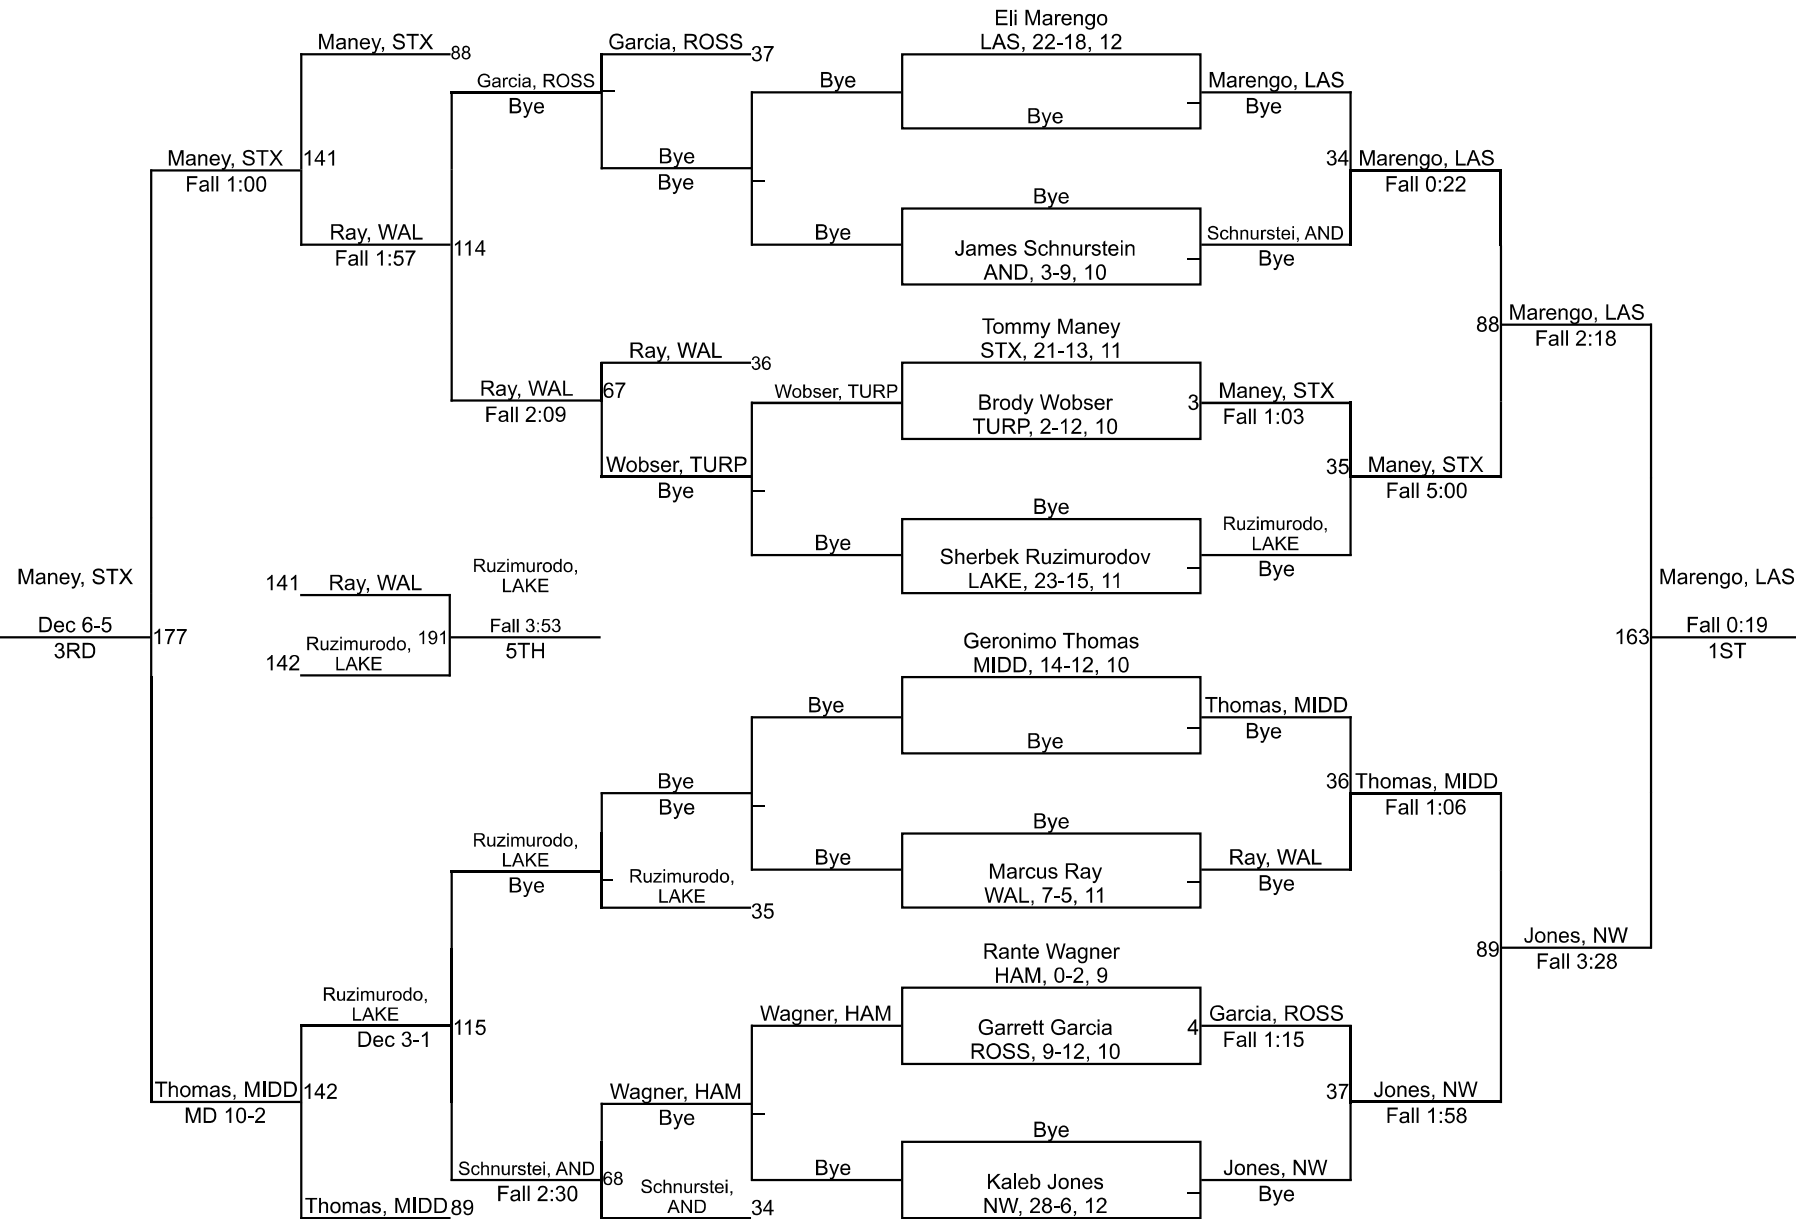 Eli Marengo
LAS, 22-18, 12
Maney, STX
88
Garcia, ROSS
37
Garcia, ROSS
Bye
Bye
Marengo, LAS
Bye
Bye
Maney, STX
141
Fall 1:00
Bye
Bye
34
Marengo, LAS
Fall 0:22
Bye
Ray, WAL
Fall 1:57
114
Bye
James Schnurstein
AND, 3-9, 10
Schnurstei, AND
Bye
Tommy Maney
STX, 21-13, 11
88
Marengo, LAS
Fall 2:18
Ray, WAL
36
Ray, WAL
67
Fall 2:09
Wobser, TURP
Brody Wobser
TURP, 2-12, 10
3
Maney, STX
Fall 1:03
Wobser, TURP
Bye
35
Maney, STX
Fall 5:00
Bye
Bye
Sherbek Ruzimurodov
LAKE, 23-15, 11
Ruzimurodo,
LAKE
Bye
Maney, STX
Dec 6-5
3RD
177
141
Ray, WAL
142
Ruzimurodo,
LAKE
191
Ruzimurodo,
LAKE
Fall 3:53
5TH
Marengo, LAS
163
Fall 0:19
1ST
Geronimo Thomas
MIDD, 14-12, 10
Bye
Bye
Thomas, MIDD
Bye
Bye
Bye
36
Thomas, MIDD
Fall 1:06
Ruzimurodo,
LAKE
Bye
Ruzimurodo,
LAKE
35
Bye
Bye
Marcus Ray
WAL, 7-5, 11
Ray, WAL
Bye
Rante Wagner
HAM, 0-2, 9
89
Jones, NW
Fall 3:28
Ruzimurodo,
LAKE
Dec 3-1
115
Wagner, HAM
Garrett Garcia
ROSS, 9-12, 10
4
Garcia, ROSS
Fall 1:15
Thomas, MIDD
142
MD 10-2
Wagner, HAM
Bye
37
Jones, NW
Fall 1:58
Bye
Schnurstei, AND
68
Fall 2:30
Schnurstei,
AND
34
Bye
Kaleb Jones
NW, 28-6, 12
Jones, NW
Bye
Thomas, MIDD
89